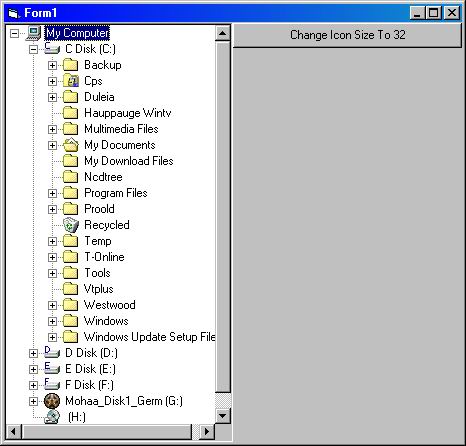 Form1
My Computer
Change Icon Size To 32
C Disk (C:)
Backup
Cps
Duleia
Hauppauge Wintv
Multimedia Files
My Documents
My Download Files
Ncdtree
Program Files
Proold
Recycled
Temp
T-Online
Tools
Vtplus
Westwood
Windows
Windows Update Setup File
D Disk (D:)
E Disk (E:)
F Disk (F:)
Mohaa_Disk1_Germ (G:)
(H:)